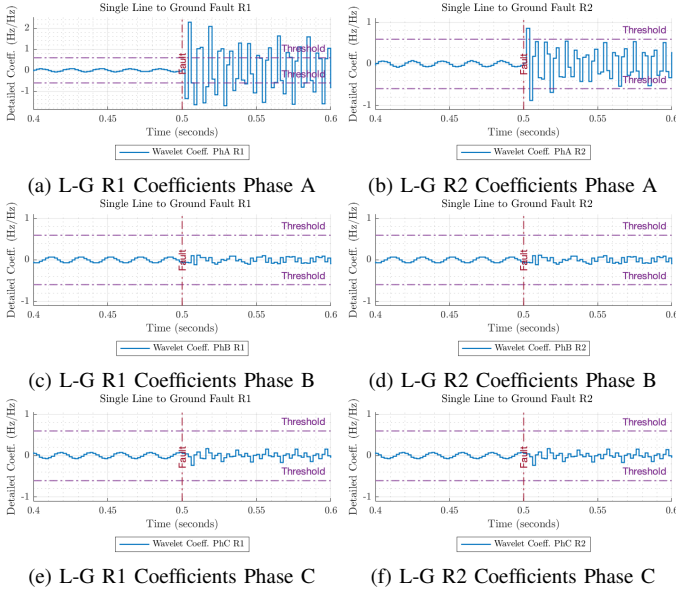 Single Line to Ground Fault R1
Detailed Coeff. (Hz/Hz)
2
1
0
-1
Threshold
Threshold
Fault
0.4 0.45 0.5 0.55 0.6
Time (seconds)
Wavelet Coeff. PhA R1
(a) L-G R1 Coefficients Phase A
Single Line to Ground Fault R2
Detailed Coeff. (Hz/Hz)
1
0
-1
Threshold
Threshold
Fault
0.4 0.45 0.5 0.55 0.6
Time (seconds)
Wavelet Coeff. PhA R2
(b) L-G R2 Coefficients Phase A
Single Line to Ground Fault R1
Detailed Coeff. (Hz/Hz)
1
0
-1
Threshold
Threshold
Fault
0.4 0.45 0.5 0.55 0.6
Time (seconds)
Wavelet Coeff. PhB R1
(c) L-G R1 Coefficients Phase B
Single Line to Ground Fault R2
Detailed Coeff. (Hz/Hz)
1
0
-1
Threshold
Threshold
Fault
0.4 0.45 0.5 0.55 0.6
Time (seconds)
Wavelet Coeff. PhB R2
(d) L-G R2 Coefficients Phase B
Single Line to Ground Fault R1
Detailed Coeff. (Hz/Hz)
1
0
-1
Threshold
Threshold
Fault
0.4 0.45 0.5 0.55 0.6
Time (seconds)
Wavelet Coeff. PhC R1
(e) L-G R1 Coefficients Phase C
Single Line to Ground Fault R2
Detailed Coeff. (Hz/Hz)
1
0
-1
Threshold
Threshold
Fault
0.4 0.45 0.5 0.55 0.6
Time (seconds)
Wavelet Coeff. PhC R2
(f) L-G R2 Coefficients Phase C